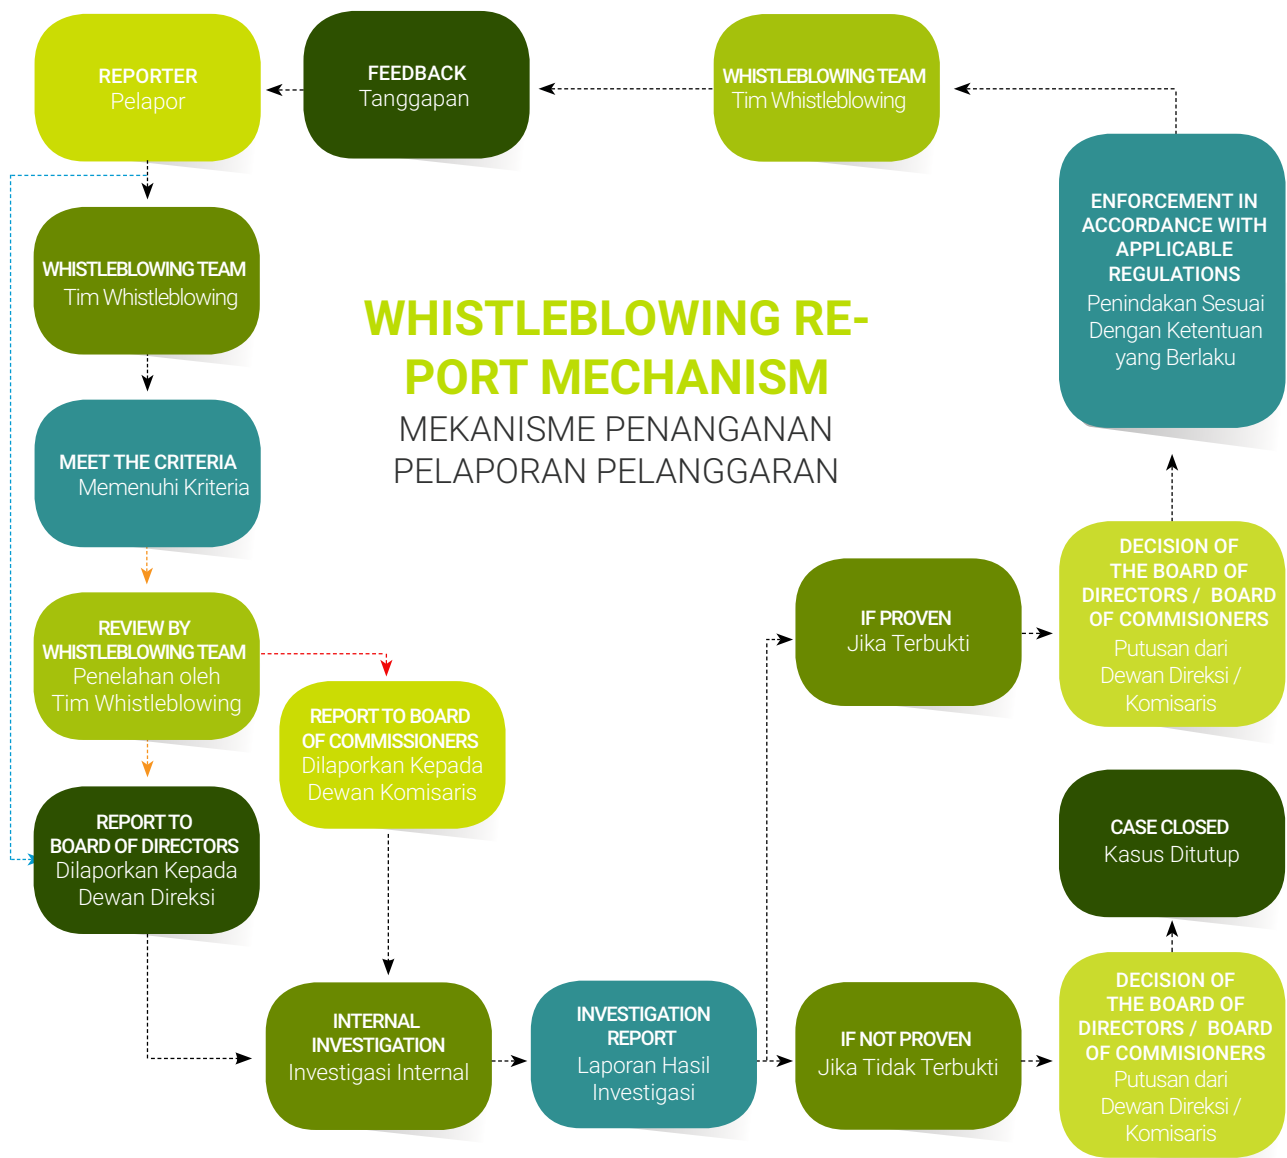 REPORTER
Pelapor
FEEDBACK
Tanggapan
WHISTLEBLOWING TEAM
Tim Whistleblowing
ENFORCEMENT IN
ACCORDANCE WITH
APPLICABLE
REGULATIONS
Penindakan Sesuai
Dengan Ketentuan
yang Berlaku
WHISTLEBLOWING TEAM
Tim Whistleblowing
WHISTLEBLOWING RE-
PORT MECHANISM
MEKANISME PENANGANAN
PELAPORAN PELANGGARAN
MEET THE CRITERIA
Memenuhi Kriteria
REVIEW BY
WHISTLEBLOWING TEAM
Penelahan oleh
Tim Whistleblowing
REPORT TO BOARD
OF COMMISSIONERS
Dilaporkan Kepada
Dewan Komisaris
IF PROVEN
Jika Terbukti
DECISION OF
THE BOARD OF
DIRECTORS / BOARD
OF COMMISIONERS
Putusan dari
Dewan Direksi /
Komisaris
REPORT TO
BOARD OF DIRECTORS
Dilaporkan Kepada
Dewan Direksi
CASE CLOSED
Kasus Ditutup
INTERNAL
INVESTIGATION
Investigasi Internal
INVESTIGATION
REPORT
Laporan Hasil
Investigasi
IF NOT PROVEN
Jika Tidak Terbukti
DECISION OF
THE BOARD OF
DIRECTORS / BOARD
OF COMMISIONERS
Putusan dari
Dewan Direksi /
Komisaris